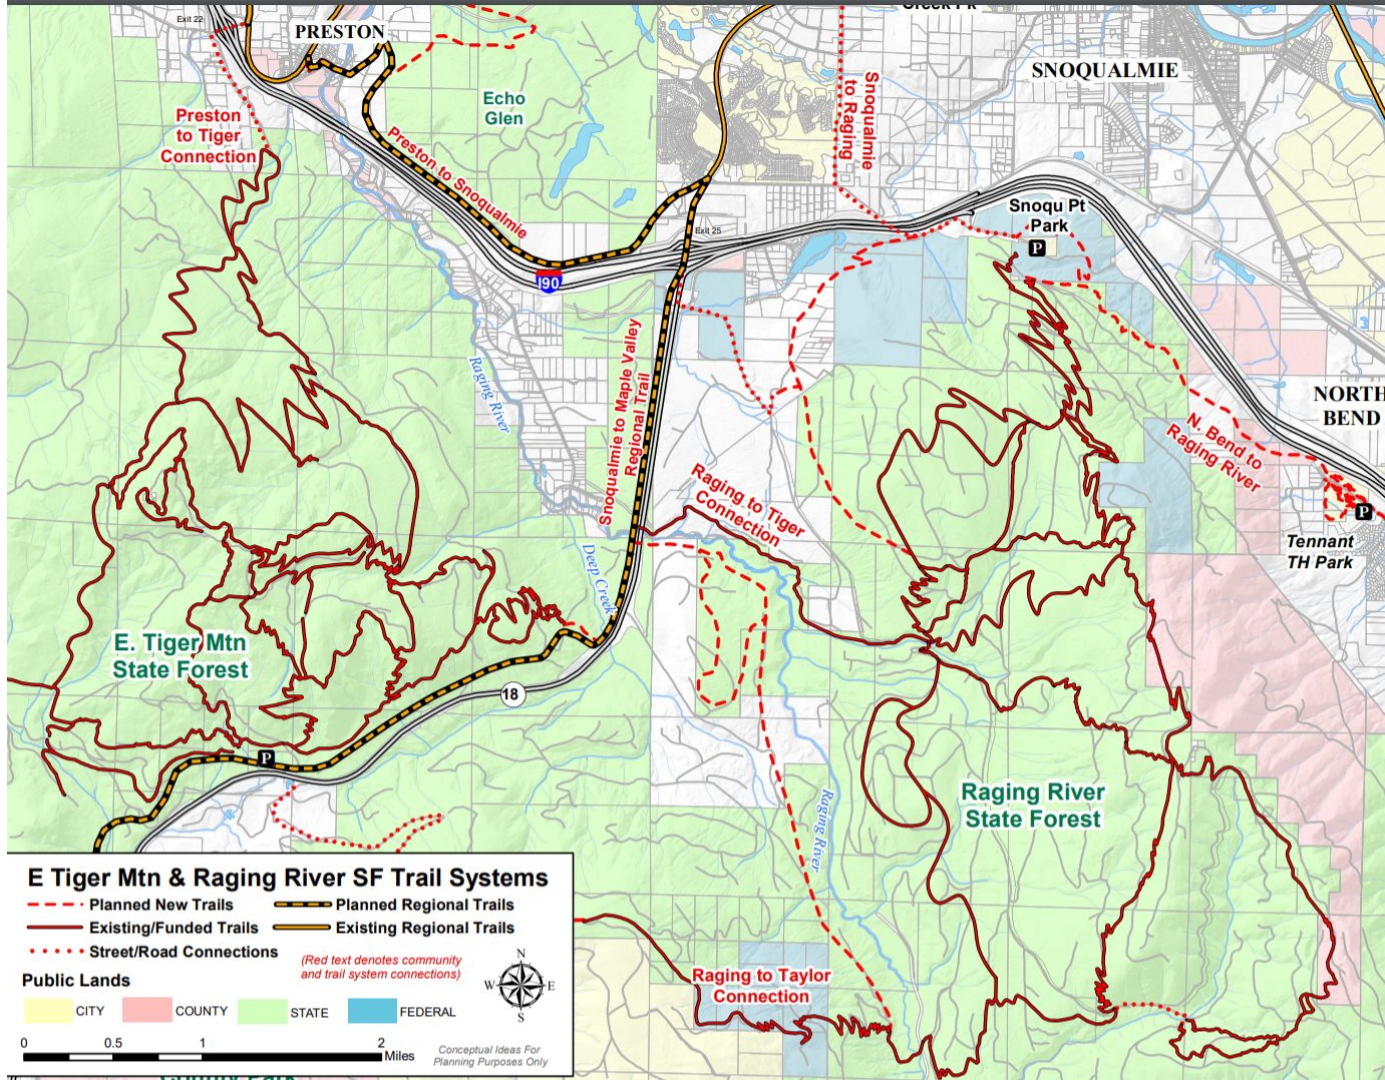 Creek Pk
Exit 22
PRESTON
SNOQUALMIE
Echo
Glen
Snoqualmie
to Raging
Preston
to Tiger
Connection
Preston to Snoqualmie
Snoqu Pt
Park
P
Exit 25
I90
Raging River
Snoqualmie to Maple Valley
Regional Trail
NORTH
BEND
N. Bend to
Raging River
P
Raging to Tiger
Connection
Tennant
TH Park
Deep Creek
E. Tiger Mtn
State Forest
18
P
Raging River
State Forest
Raging River
Raging to Taylor
Connection
E Tiger Mtn & Raging River SF Trail Systems
Planned New Trails
Planned Regional Trails
Existing/Funded Trails
Existing Regional Trails
Street/Road Connections
(Red text denotes community
and trail system connections)
Public Lands
CITY
COUNTY
STATE
FEDERAL
N
W
E
S
0
0.5
1
2
Miles
Conceptual Ideas For
Planning Purposes Only
County Park